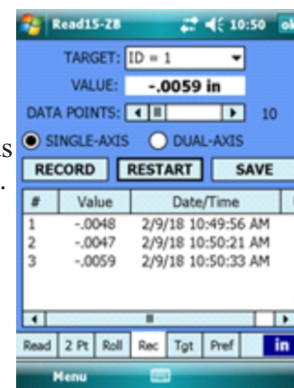 Read15-ZB 10:50 ok
TARGET: ID = 1
VALUE: -.0059 in
DATA POINTS: 10
SINGLE-AXIS DUAL-AXIS
RECORD RESTART SAVE
# Value Date/Time
1 -.0048 2/9/18 10:49:56 AM
2 -.0047 2/9/18 10:50:21 AM
3 -.0059 2/9/18 10:50:33 AM
Read 2 Pt Roll Rec Tgt Pref in
Menu